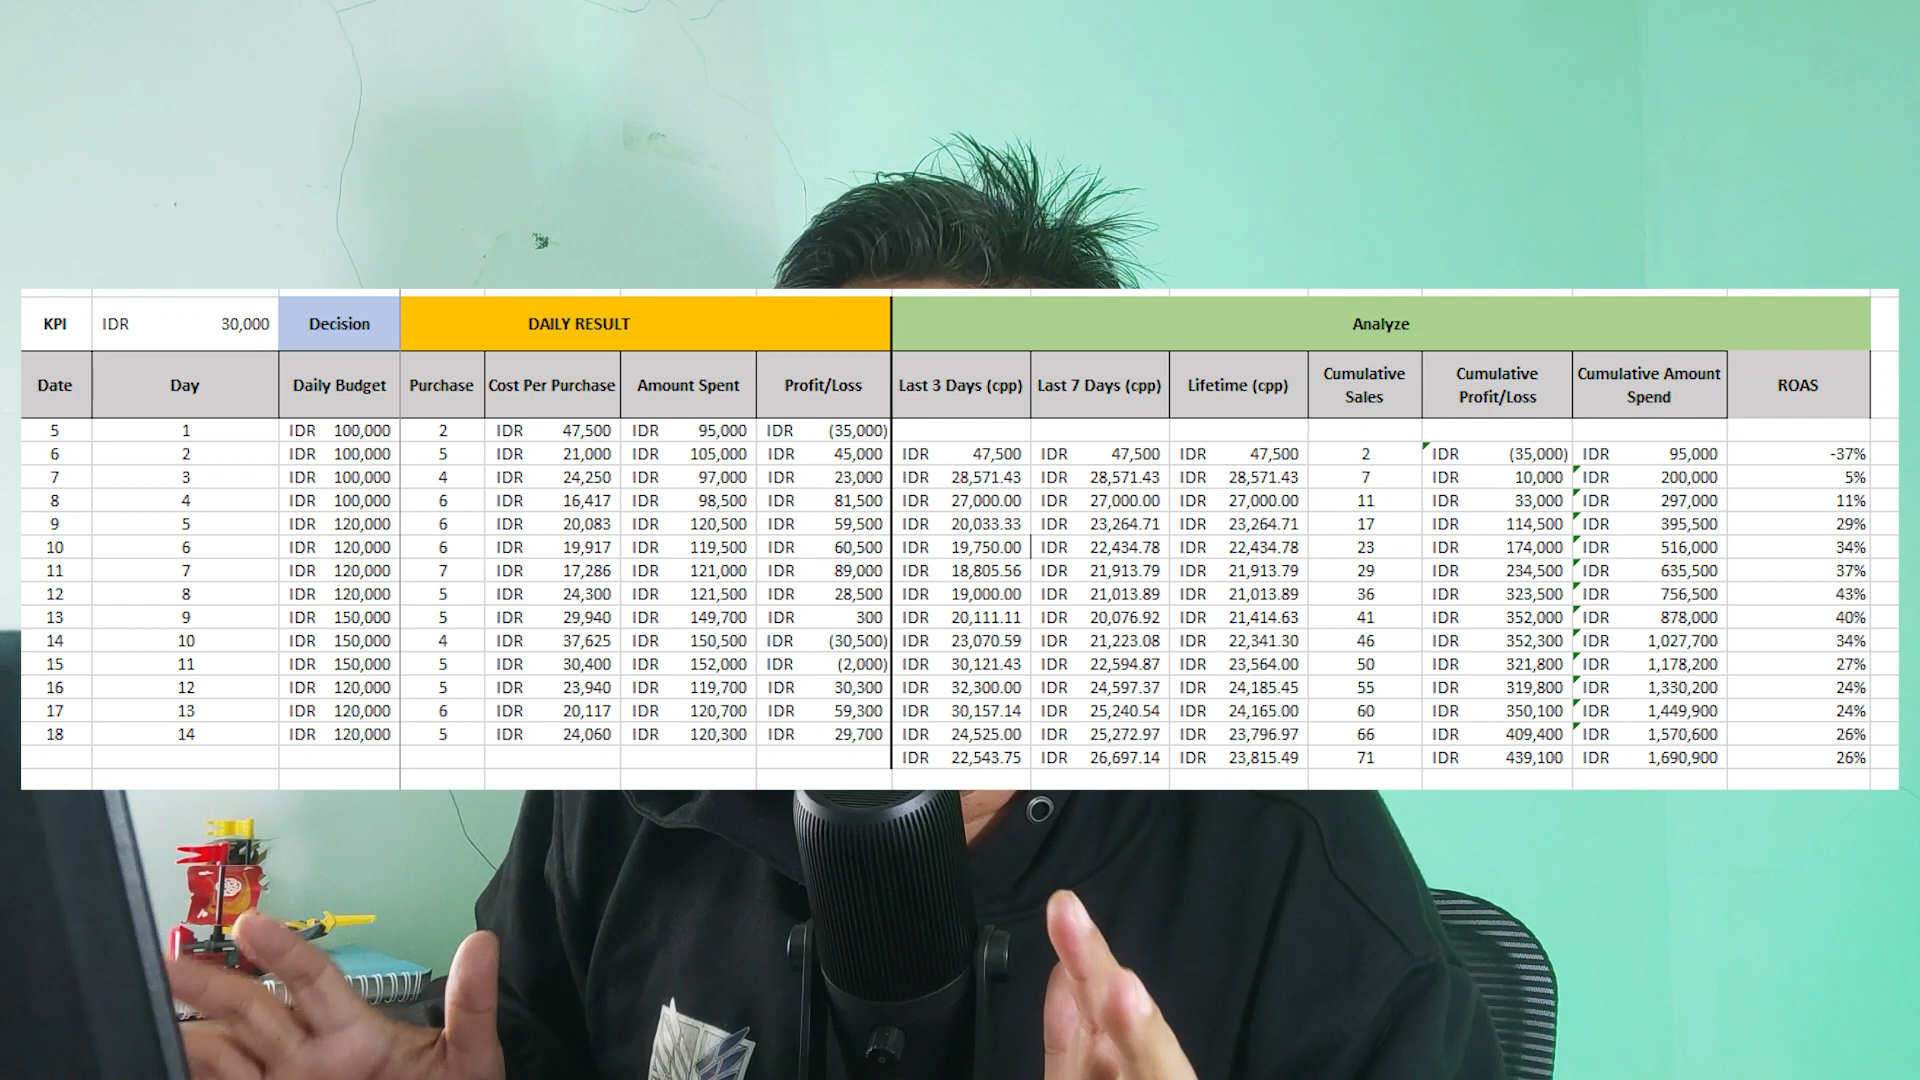 KPI IDR 30,000 Decision DAILY RESULT Analyze
Date Day Daily Budget Purchase Cost Per Purchase Amount Spent Profit/Loss Last 3 Days (cpp) Last 7 Days (cpp) Lifetime (cpp) Cumulative Sales Cumulative Profit/Loss Cumulative Amount Spend ROAS
5 1 IDR 100,000 2 IDR 47,500 IDR 95,000 IDR (35,000)
6 2 IDR 100,000 5 IDR 21,000 IDR 105,000 IDR 45,000 IDR 47,500 IDR 47,500 IDR 47,500 2 IDR (35,000) IDR 95,000 -37%
7 3 IDR 100,000 4 IDR 24,250 IDR 97,000 IDR 23,000 IDR 28,571.43 IDR 28,571.43 IDR 28,571.43 7 IDR 10,000 IDR 200,000 5%
8 4 IDR 100,000 6 IDR 16,417 IDR 98,500 IDR 81,500 IDR 27,000.00 IDR 27,000.00 IDR 27,000.00 11 IDR 33,000 IDR 297,000 11%
9 5 IDR 120,000 6 IDR 20,083 IDR 120,500 IDR 59,500 IDR 20,033.33 IDR 23,264.71 IDR 23,264.71 17 IDR 114,500 IDR 395,500 29%
10 6 IDR 120,000 6 IDR 19,917 IDR 119,500 IDR 60,500 IDR 19,750.00 IDR 22,434.78 IDR 22,434.78 23 IDR 174,000 IDR 516,000 34%
11 7 IDR 120,000 7 IDR 17,286 IDR 121,000 IDR 89,000 IDR 18,805.56 IDR 21,913.79 IDR 21,913.79 29 IDR 234,500 IDR 635,500 37%
12 8 IDR 120,000 5 IDR 24,300 IDR 121,500 IDR 28,500 IDR 19,000.00 IDR 21,013.89 IDR 21,013.89 36 IDR 323,500 IDR 756,500 43%
13 9 IDR 150,000 5 IDR 29,940 IDR 149,700 IDR 300 IDR 20,111.11 IDR 20,076.92 IDR 21,414.63 41 IDR 352,000 IDR 878,000 40%
14 10 IDR 150,000 4 IDR 37,625 IDR 150,500 IDR (30,500) IDR 23,070.59 IDR 21,223.08 IDR 22,341.30 46 IDR 352,300 IDR 1,027,700 34%
15 11 IDR 150,000 5 IDR 30,400 IDR 152,000 IDR (2,000) IDR 30,121.43 IDR 22,594.87 IDR 23,564.00 50 IDR 321,800 IDR 1,178,200 27%
16 12 IDR 120,000 5 IDR 23,940 IDR 119,700 IDR 30,300 IDR 32,300.00 IDR 24,597.37 IDR 24,185.45 55 IDR 319,800 IDR 1,330,200 24%
17 13 IDR 120,000 6 IDR 20,117 IDR 120,700 IDR 59,300 IDR 30,157.14 IDR 25,240.54 IDR 24,165.00 60 IDR 350,100 IDR 1,449,900 24%
18 14 IDR 120,000 5 IDR 24,060 IDR 120,300 IDR 29,700 IDR 24,525.00 IDR 25,272.97 IDR 23,796.97 66 IDR 409,400 IDR 1,570,600 26%
IDR 22,543.75 IDR 26,697.14 IDR 23,815.49 71 IDR 439,100 IDR 1,690,900 26%